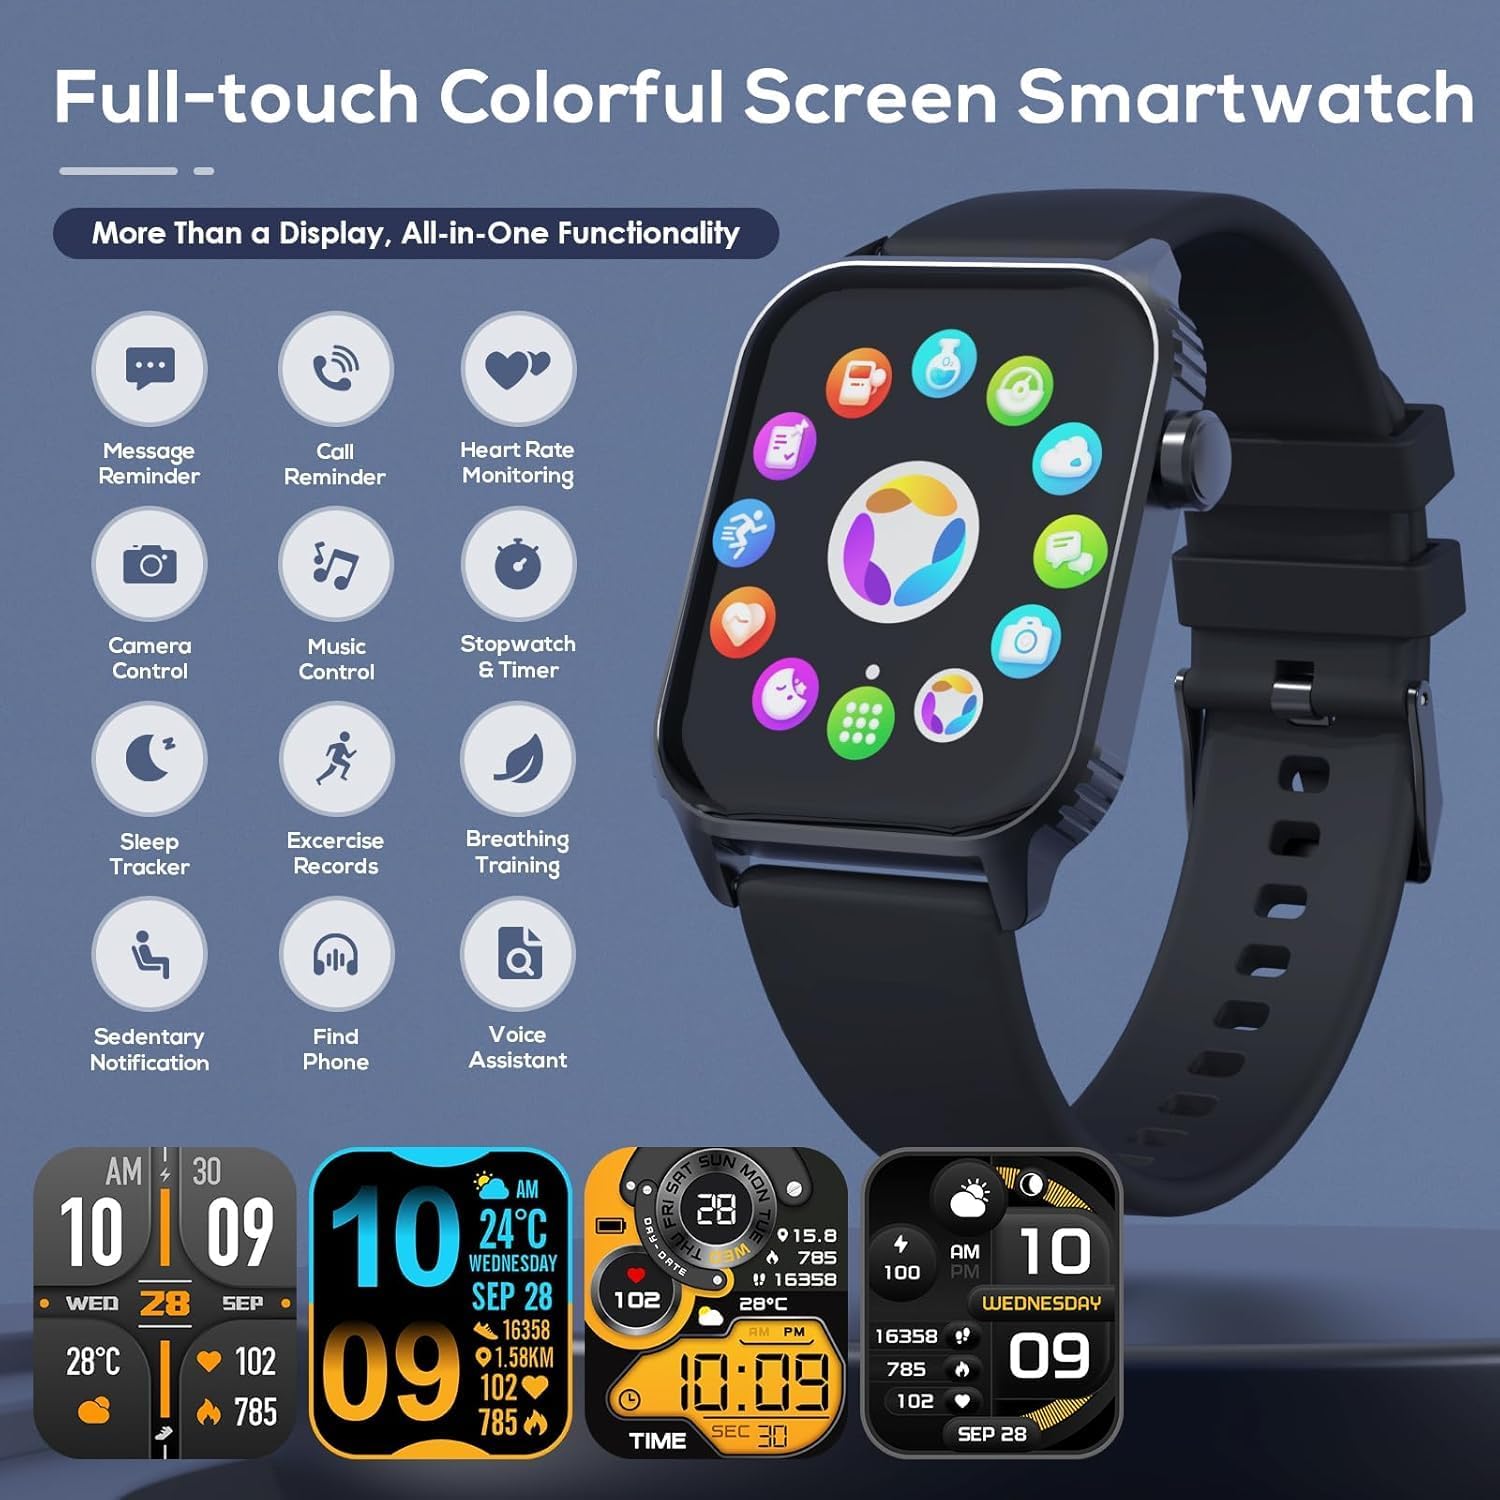 Full-touch Colorful Screen Smartwatch
More Than a Display, All-in-One Functionality
Message
Reminder
Call
Reminder
Heart Rate
Monitoring
Camera
Control
Music
Control
Stopwatch
& Timer
Sleep
Tracker
Excercise
Records
Breathing
Training
Sedentary
Notification
Find
Phone
Voice
Assistant
O2
AM 30
10 09
WED 28 SEP
28°C 102
785
10 AM
24°C
WEDNESDAY
SEP 28
09 16358
1.58KM
102
785
SAT SUN MON TUE WED THU FRI
28
DAY-DATE
15.8
785
16358
102
28°C
AM PM
10:09
SEC 30
TIME
100
AM
PM
10
WEDNESDAY
16358
785
102
09
SEP 28